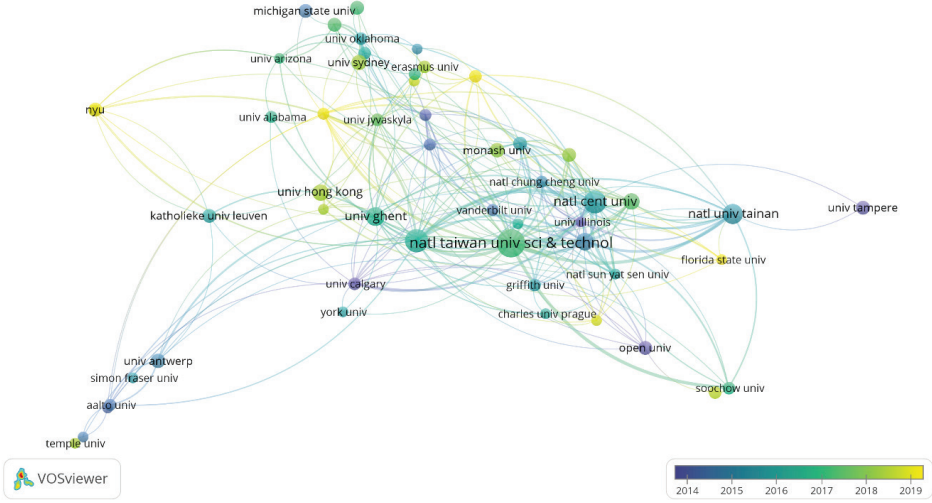 michigan state univ
univ oklahoma
univ arizona
univ sydney
erasmus univ
nyu
univ alabama
univ jyvaskyla
monash univ
natl chung cheng univ
univ hong kong
natl cent univ
katholieke univ leuven
univ ghent
vanderbilt univ
natl univ tainan
univ tampere
univ illinois
natl taiwan univ sci & technol
florida state univ
natl sun yat sen univ
univ calgary
griffith univ
york univ
charles univ prague
open univ
univ antwerp
simon fraser univ
soochow univ
aalto univ
temple univ
VOSviewer
2014 2015 2016 2017 2018 2019